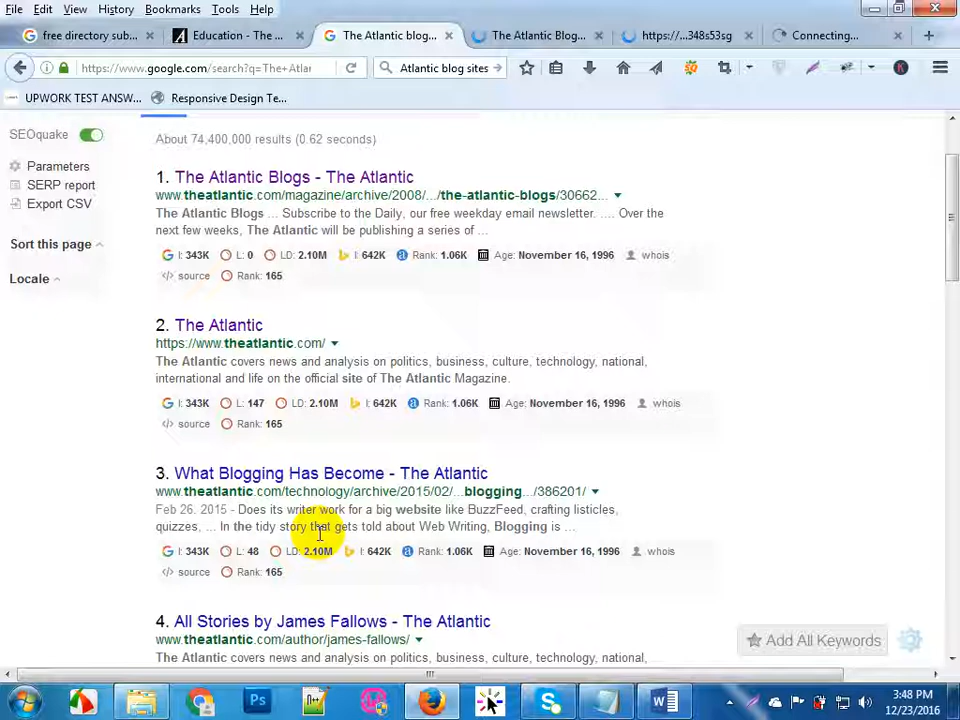 File Edit View History Bookmarks Tools Help
free directory sub... Education - The ... The Atlantic blog... The Atlantic Blog... https://...348s53sg Connecting...
https://www.google.com/search?q=The+Atlar Atlantic blog sites
UPWORK TEST ANSW... Responsive Design Te...
SEOquake
Parameters
SERP report
Export CSV
Sort this page
Locale
About 74,400,000 results (0.62 seconds)
1. The Atlantic Blogs - The Atlantic
www.theatlantic.com/magazine/archive/2008/.../the-atlantic-blogs/30662...
The Atlantic Blogs ... Subscribe to the Daily, our free weekday email newsletter. .... Over the
next few weeks, The Atlantic will be publishing a series of ...
I: 343K L: 0 LD: 2.10M I: 642K Rank: 1.06K Age: November 16, 1996 whois
source Rank: 165
2. The Atlantic
https://www.theatlantic.com/
The Atlantic covers news and analysis on politics, business, culture, technology, national,
international and life on the official site of The Atlantic Magazine.
I: 343K L: 147 LD: 2.10M I: 642K Rank: 1.06K Age: November 16, 1996 whois
source Rank: 165
3. What Blogging Has Become - The Atlantic
www.theatlantic.com/technology/archive/2015/02/...blogging.../386201/
Feb 26, 2015 - Does its writer work for a big website like BuzzFeed, crafting listicles,
quizzes, ... In the tidy story that gets told about Web Writing, Blogging is ...
I: 343K L: 48 LD: 2.10M I: 642K Rank: 1.06K Age: November 16, 1996 whois
source Rank: 165
4. All Stories by James Fallows - The Atlantic
www.theatlantic.com/author/james-fallows/
The Atlantic covers news and analysis on politics, business, culture, technology, national,
Add All Keywords
3:48 PM
12/23/2016